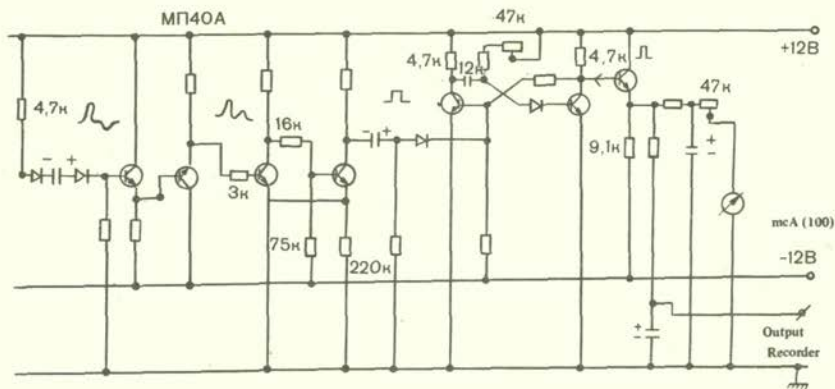 МП40А
47к
+12В
4,7к
12к
4,7к
47к
4,7к
16к
9,1к
3к
mcA (100)
75к
220к
-12В
Output
Recorder